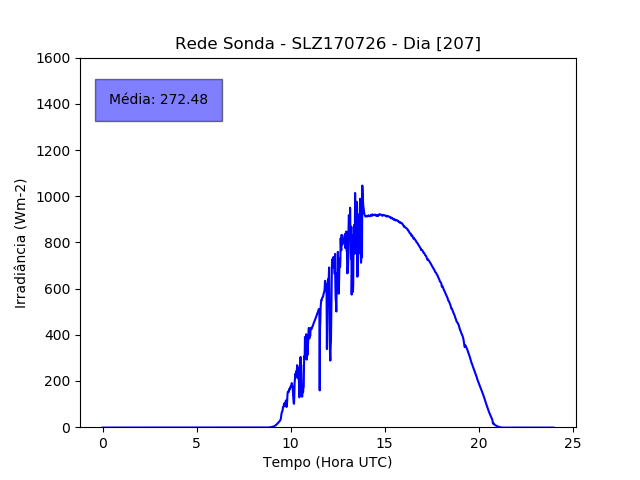 Rede Sonda - SLZ170726 - Dia [207]
1600
1400
1200
1000
800
600
400
200
0
Média: 272.48
Irradiância (Wm-2)
0 5 10 15 20 25
Tempo (Hora UTC)